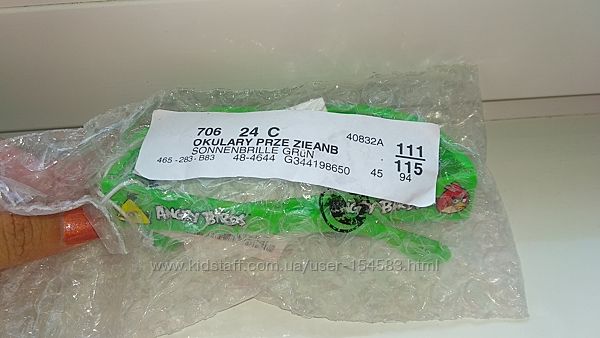 706 24 C
40832A
OKULARY PRZE ZIEANB
SONNENBRILLE GRüN
465-283-B83 48-4644 G344198650 45
111
115
94
ANGRY BIRDS
ANGRY BIRDS
www.kidstaff.com.ua/user-154583.html